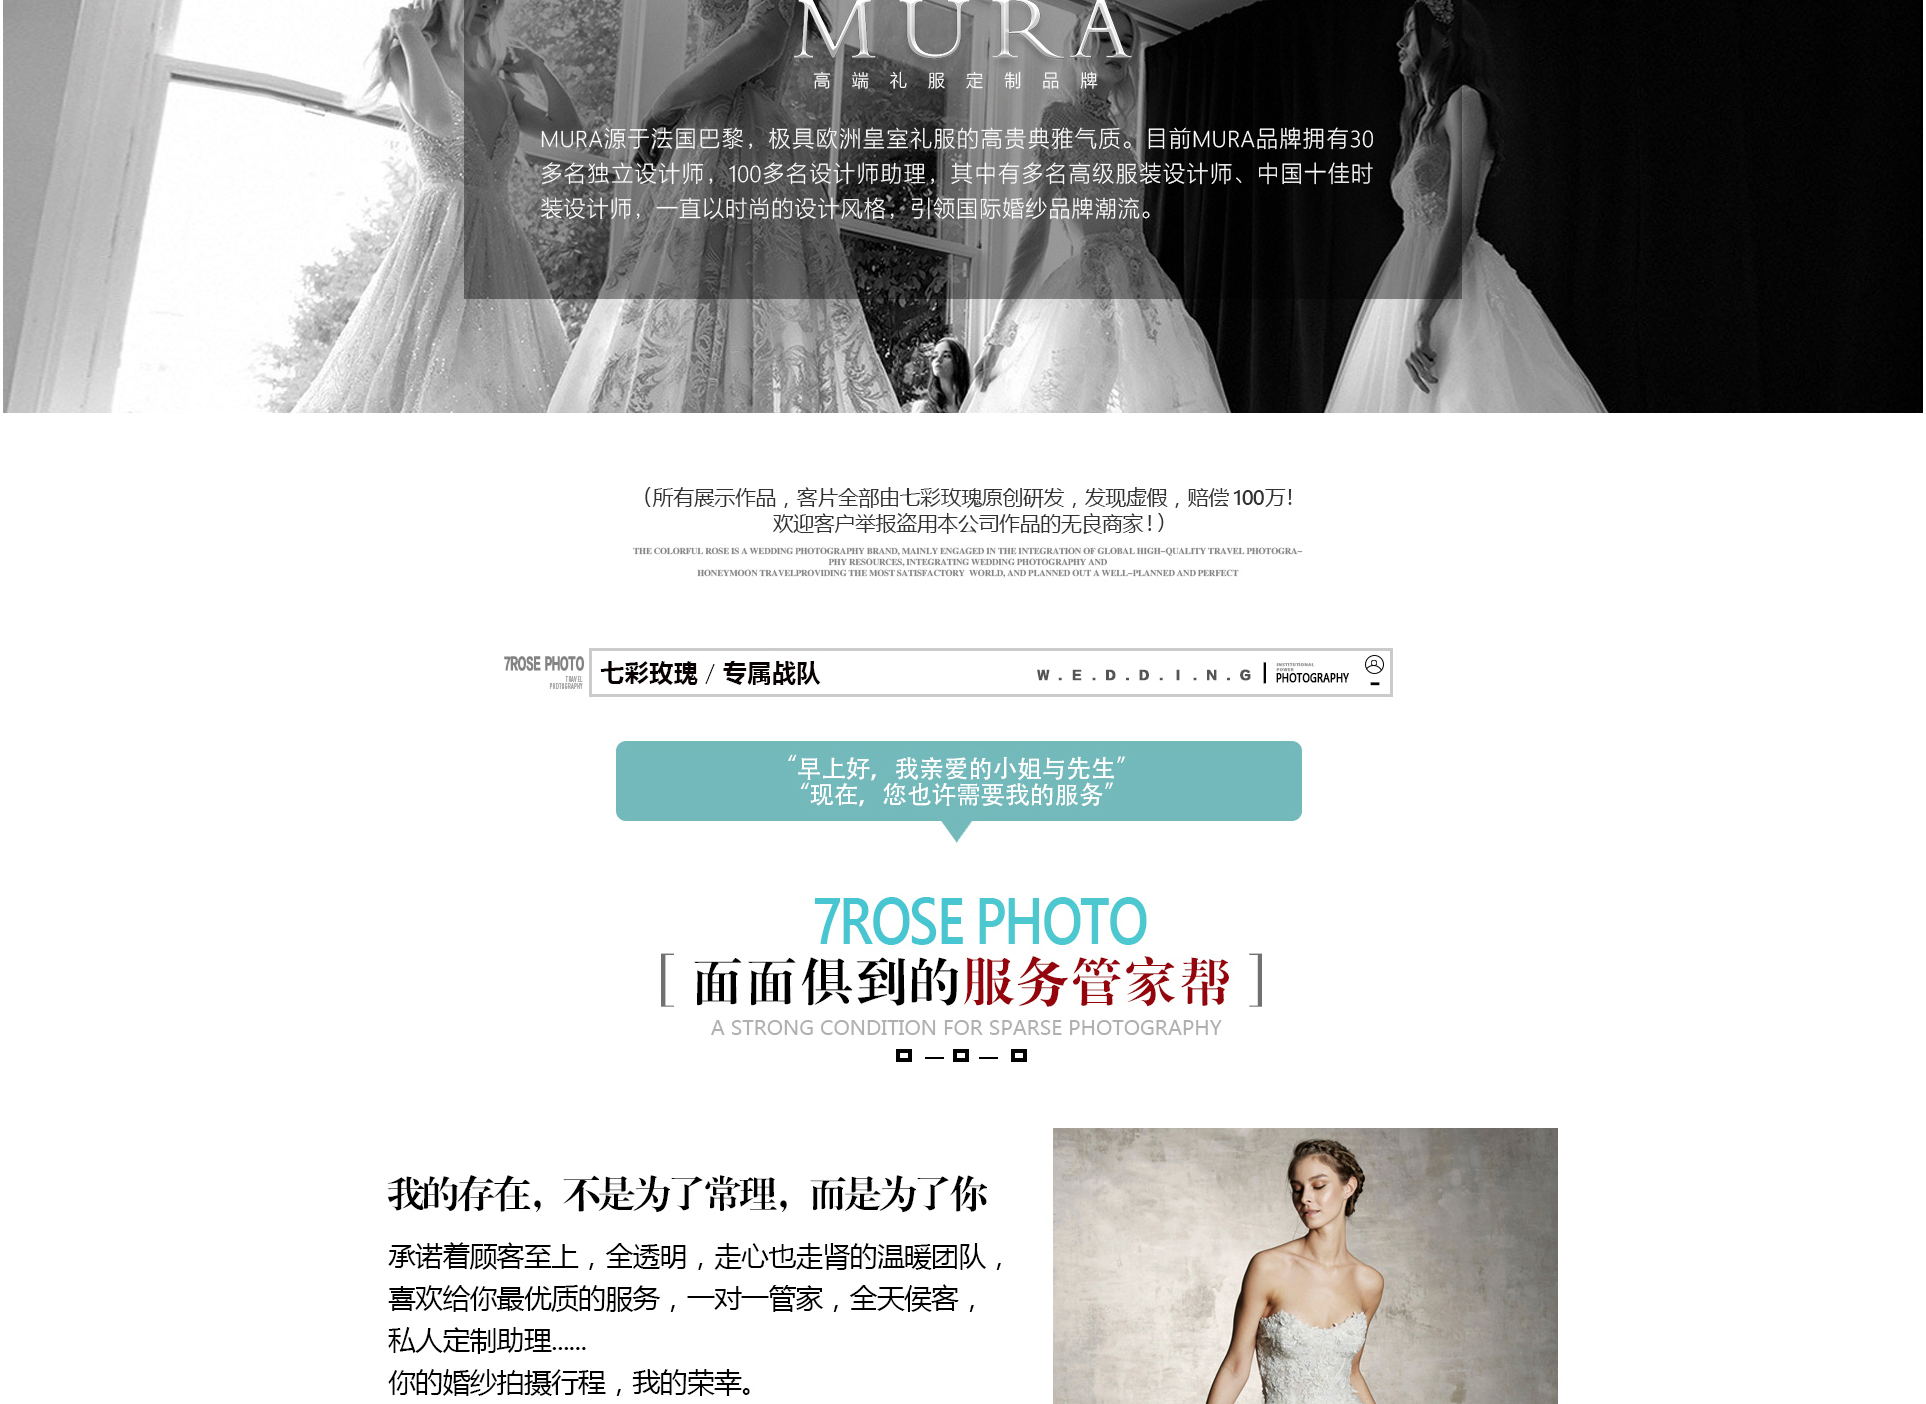 MURA
高端礼服定制品牌
MURA源于法国巴黎，极具欧洲皇室礼服的高贵典雅气质。目前MURA品牌拥有30
多名独立设计师，100多名设计师助理，其中有多名高级服装设计师、中国十佳时
装设计师，一直以时尚的设计风格，引领国际婚纱品牌潮流。
（所有展示作品，客片全部由七彩玫瑰原创研发，发现虚假，赔偿 100万！
欢迎客户举报盗用本公司作品的无良商家！）
THE COLORFUL ROSE IS A WEDDING PHOTOGRAPHY BRAND, MAINLY ENGAGED IN THE INTEGRATION OF GLOBAL HIGH-QUALITY TRAVEL PHOTOGRA-
PHY RESOURCES, INTEGRATING WEDDING PHOTOGRAPHY AND
HONEYMOON TRAVELPROVIDING THE MOST SATISFACTORY WORLD, AND PLANNED OUT A WELL-PLANNED AND PERFECT
7ROSE PHOTO
TRAVEL
PHOTOGRAPHY
七彩玫瑰 / 专属战队
W.E.D.D.I.N.G
INSTITUTIONAL
POWER
PHOTOGRAPHY
“早上好，我亲爱的小姐与先生”
“现在，您也许需要我的服务”
7ROSE PHOTO
[ 面面俱到的服务管家帮 ]
A STRONG CONDITION FOR SPARSE PHOTOGRAPHY
我的存在，不是为了常理，而是为了你
承诺着顾客至上，全透明，走心也走肾的温暖团队，
喜欢给你最优质的服务，一对一管家，全天侯客，
私人定制助理......
你的婚纱拍摄行程，我的荣幸。